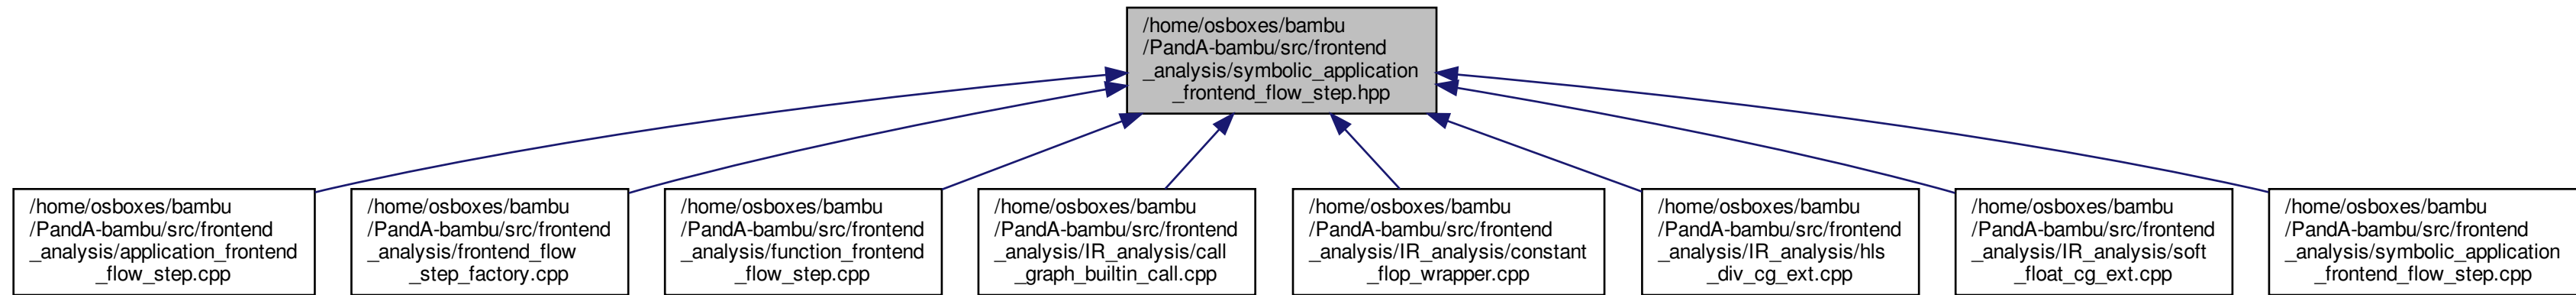 /home/osboxes/bambu
/PandA-bambu/src/frontend
_analysis/symbolic_application
_frontend_flow_step.hpp
/home/osboxes/bambu
/PandA-bambu/src/frontend
_analysis/application_frontend
_flow_step.cpp
/home/osboxes/bambu
/PandA-bambu/src/frontend
_analysis/frontend_flow
_step_factory.cpp
/home/osboxes/bambu
/PandA-bambu/src/frontend
_analysis/function_frontend
_flow_step.cpp
/home/osboxes/bambu
/PandA-bambu/src/frontend
_analysis/IR_analysis/call
_graph_builtin_call.cpp
/home/osboxes/bambu
/PandA-bambu/src/frontend
_analysis/IR_analysis/constant
_flop_wrapper.cpp
/home/osboxes/bambu
/PandA-bambu/src/frontend
_analysis/IR_analysis/hls
_div_cg_ext.cpp
/home/osboxes/bambu
/PandA-bambu/src/frontend
_analysis/IR_analysis/soft
_float_cg_ext.cpp
/home/osboxes/bambu
/PandA-bambu/src/frontend
_analysis/symbolic_application
_frontend_flow_step.cpp